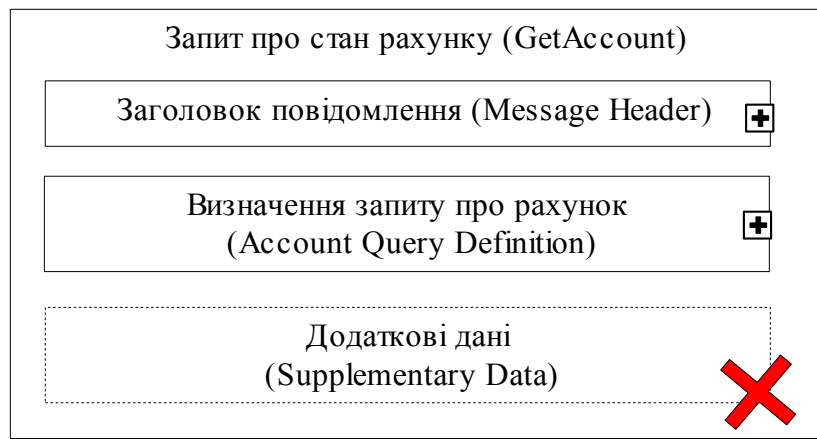 Запит про стан рахунку (GetAccount)
Заголовок повідомлення (Message Header)
Визначення запиту про рахунок
(Account Query Definition)
Додаткові дані
(Supplementary Data)